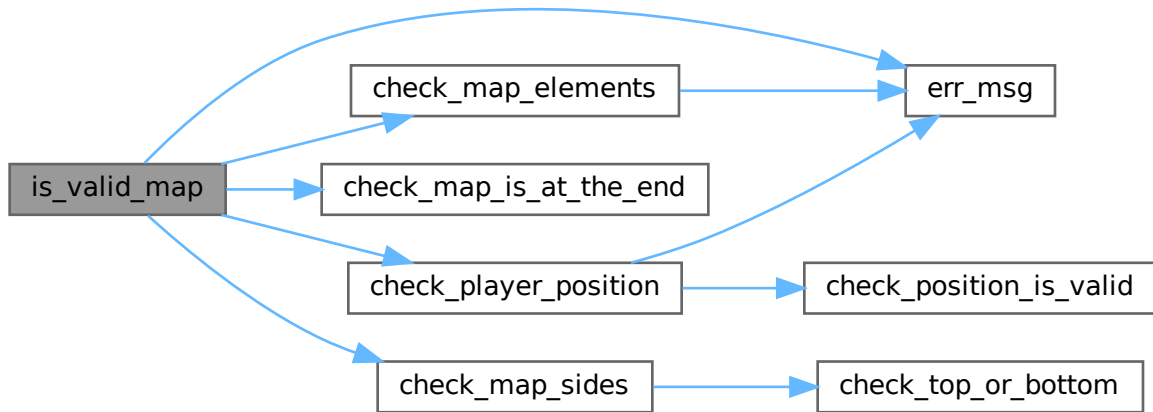 is_valid_map
check_map_elements
err_msg
check_map_is_at_the_end
check_player_position
check_position_is_valid
check_map_sides
check_top_or_bottom